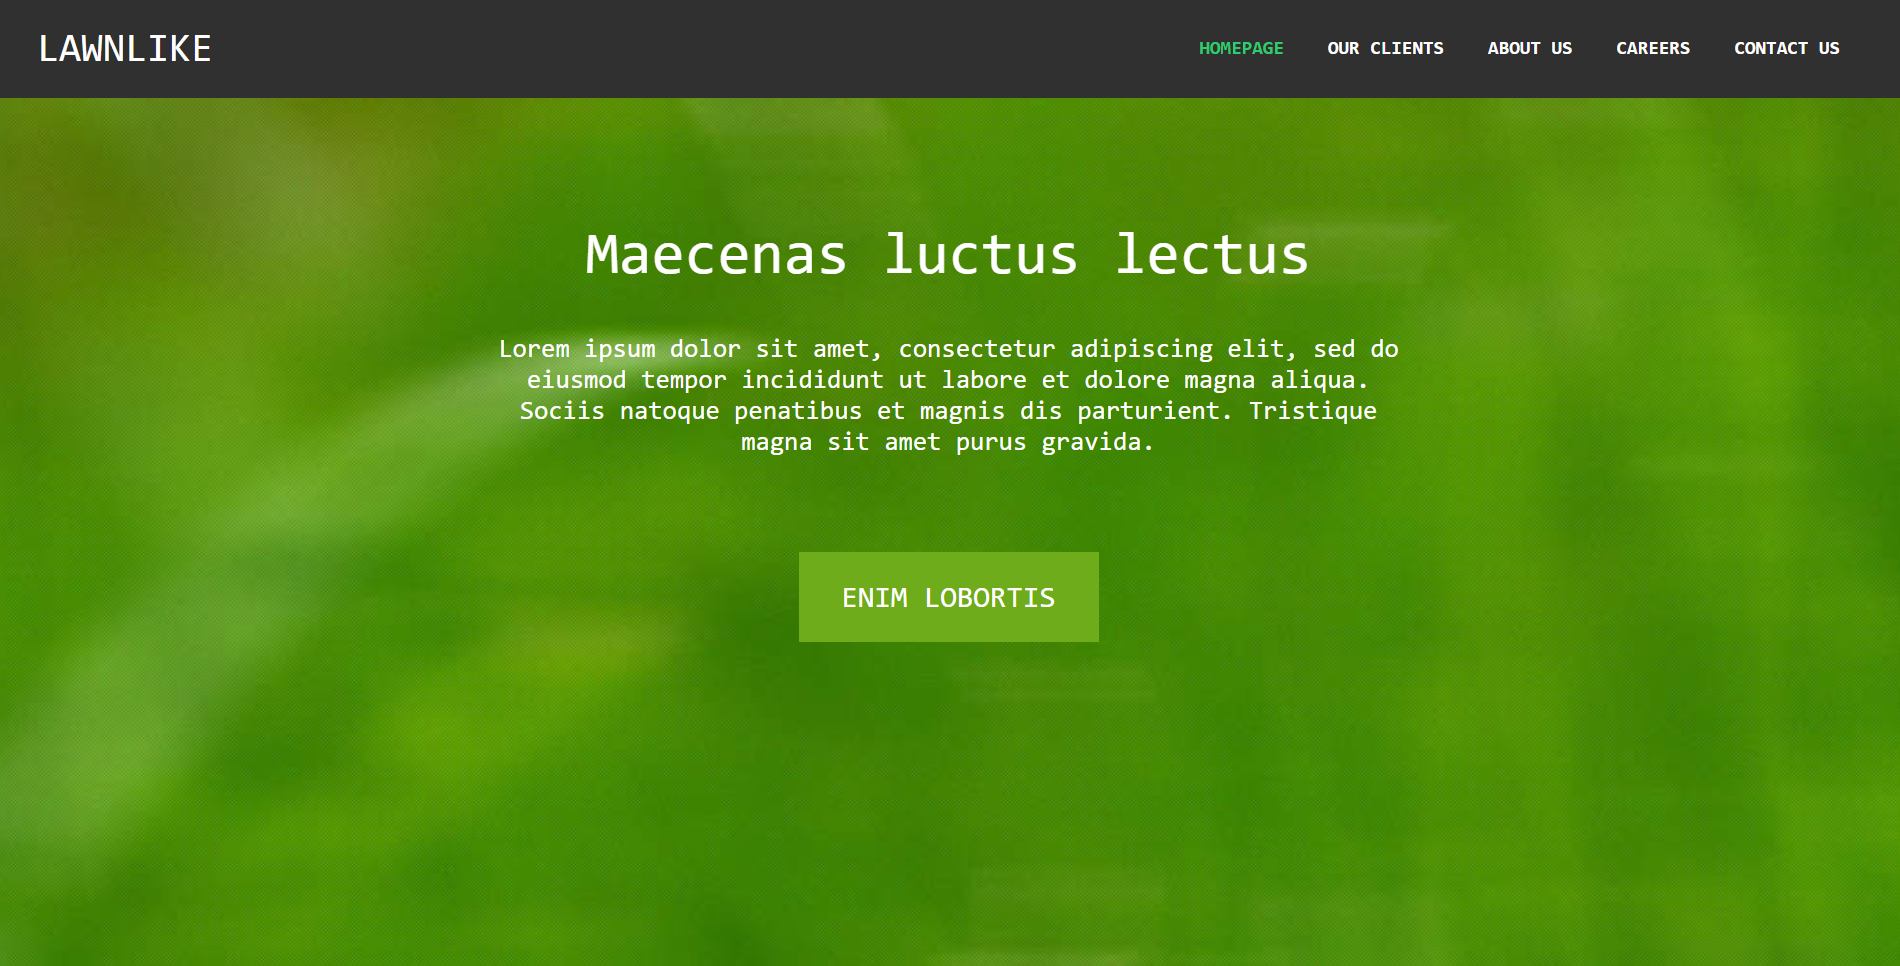 LAWNLIKE
HOMEPAGE OUR CLIENTS ABOUT US CAREERS CONTACT US
Maecenas luctus lectus
Lorem ipsum dolor sit amet, consectetur adipiscing elit, sed do
eiusmod tempor incididunt ut labore et dolore magna aliqua.
Sociis natoque penatibus et magnis dis parturient. Tristique
magna sit amet purus gravida.
ENIM LOBORTIS